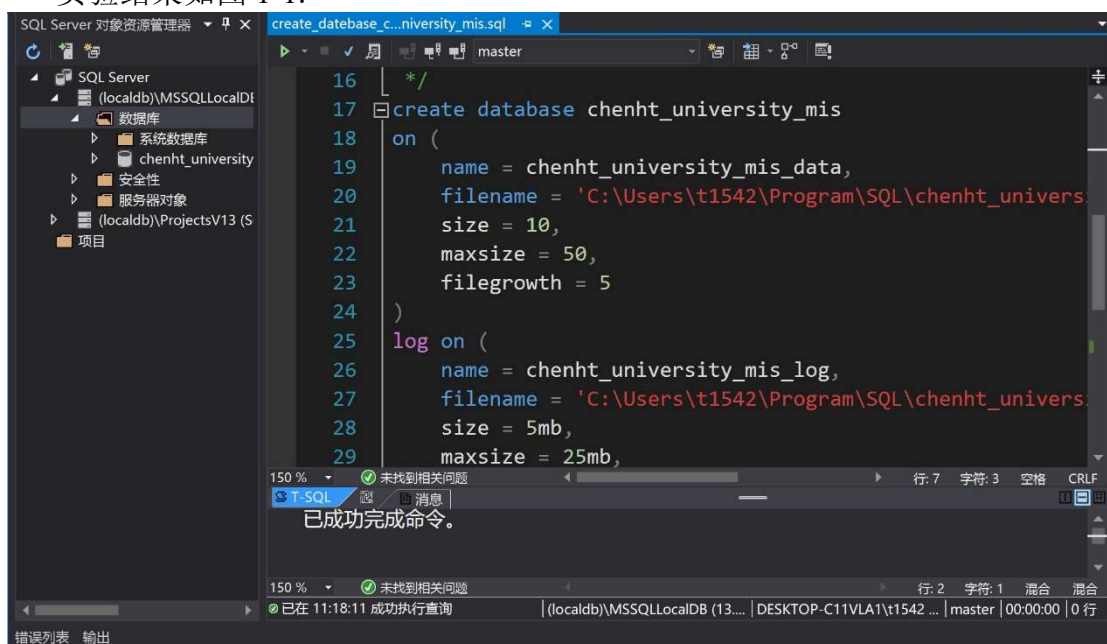 实验结果如图 1-1.
SQL Server 对象资源管理器
create_datebase_c...niversity_mis.sql
master
SQL Server
(localdb)\MSSQLLocalDE
数据库
系统数据库
chenht_university
安全性
服务器对象
(localdb)\ProjectsV13 (S
项目
16 */
17 create database chenht_university_mis
18 on (
19 name = chenht_university_mis_data,
20 filename = 'C:\Users\t1542\Program\SQL\chenht_univers
21 size = 10,
22 maxsize = 50,
23 filegrowth = 5
24 )
25 log on (
26 name = chenht_university_mis_log,
27 filename = 'C:\Users\t1542\Program\SQL\chenht_univers
28 size = 5mb,
29 maxsize = 25mb,
150 % 未找到相关问题 行: 7 字符: 3 空格 CRLF
T-SQL 消息
已成功完成命令。
150 % 未找到相关问题 行: 2 字符: 1 混合 混合
已在 11:18:11 成功执行查询 (localdb)\MSSQLLocalDB (13.... DESKTOP-C11VLA1\t1542 ... master 00:00:00 0 行
错误列表 输出